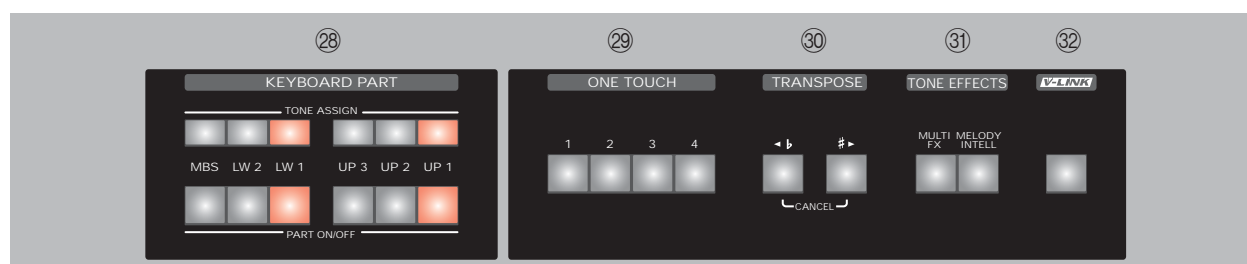 ㉘ ㉙ ㉚ ㉛ ㉜
KEYBOARD PART
TONE ASSIGN
MBS LW 2 LW 1 UP 3 UP 2 UP 1
PART ON/OFF
ONE TOUCH
1 2 3 4
TRANSPOSE
◄ ♭ ♯ ►
CANCEL
TONE EFFECTS
MULTI FX
MELODY INTELL
V-LINK